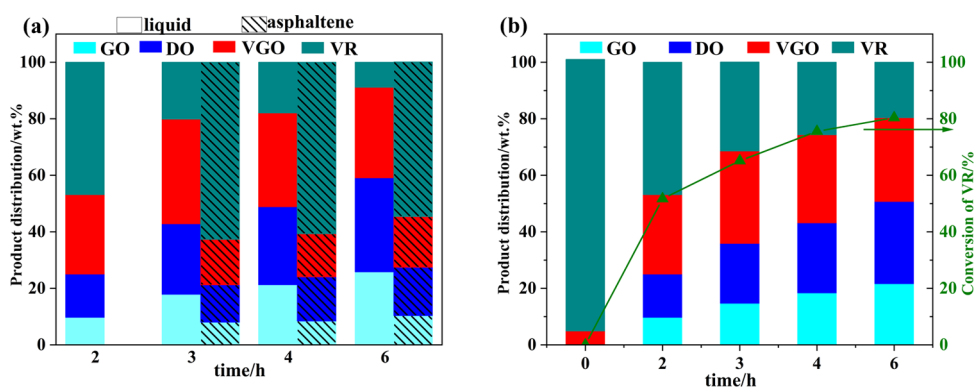 (a)
liquid asphaltene
GO DO VGO VR
Product distribution/wt.%
100
80
60
40
20
0
2 3 4 6
time/h
(b)
GO DO VGO VR
Product distribution/wt.%
100
80
60
40
20
0
0 2 3 4 6
time/h
100
80
60
40
20
0
Conversion of VR/%